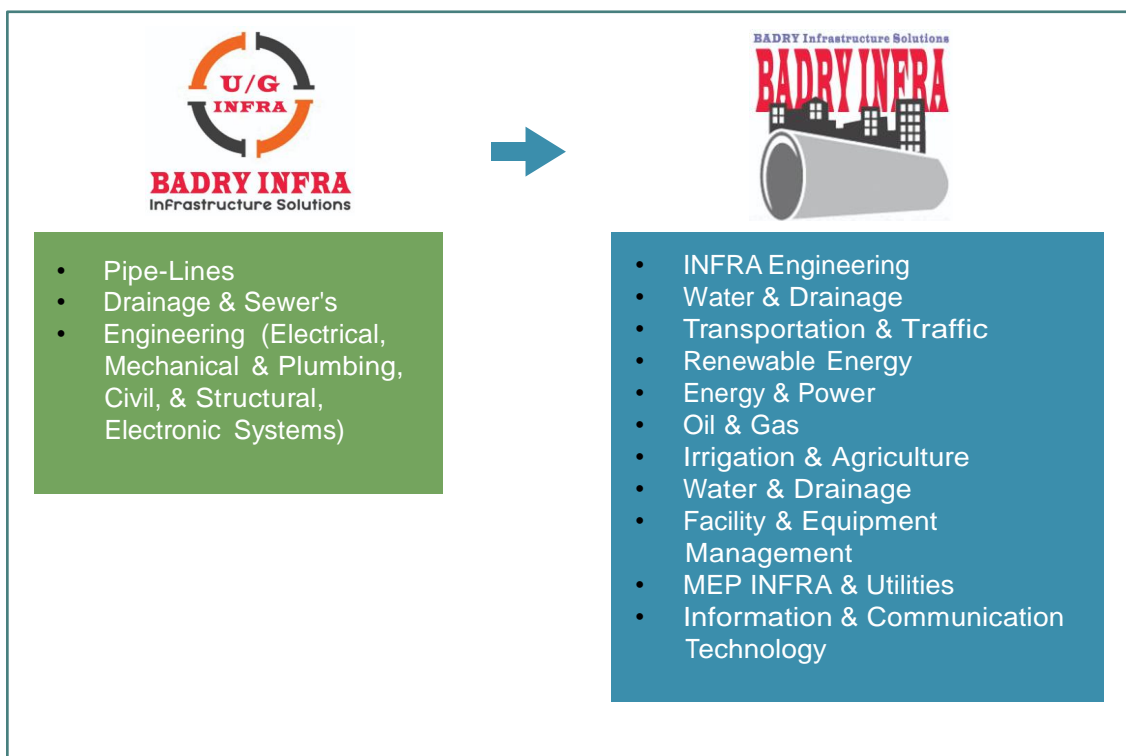 U/G
INFRA
BADRY INFRA
Infrastructure Solutions
• Pipe-Lines
• Drainage & Sewer's
• Engineering (Electrical,
Mechanical & Plumbing,
Civil, & Structural,
Electronic Systems)
BADRY Infrastructure Solutions
BADRY INFRA
• INFRA Engineering
• Water & Drainage
• Transportation & Traffic
• Renewable Energy
• Energy & Power
• Oil & Gas
• Irrigation & Agriculture
• Water & Drainage
• Facility & Equipment
Management
• MEP INFRA & Utilities
• Information & Communication
Technology